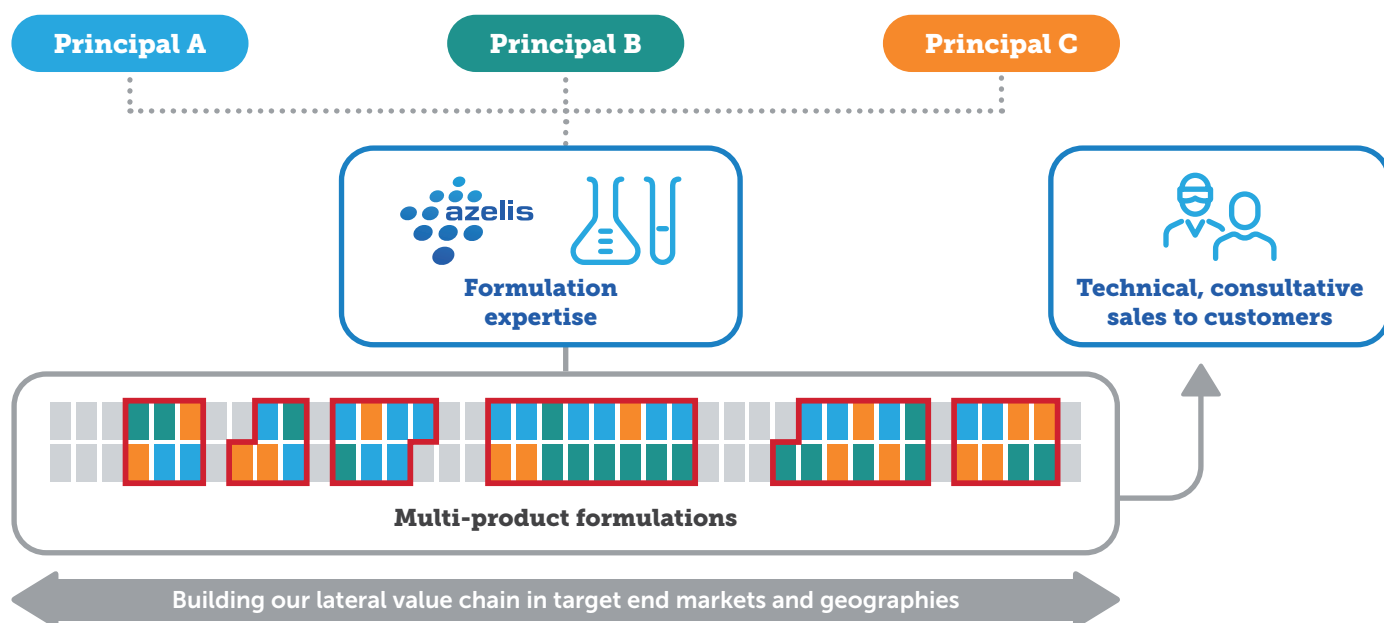 Principal A
Principal B
Principal C
azelis
Formulation
expertise
Technical, consultative
sales to customers
Multi-product formulations
Building our lateral value chain in target end markets and geographies